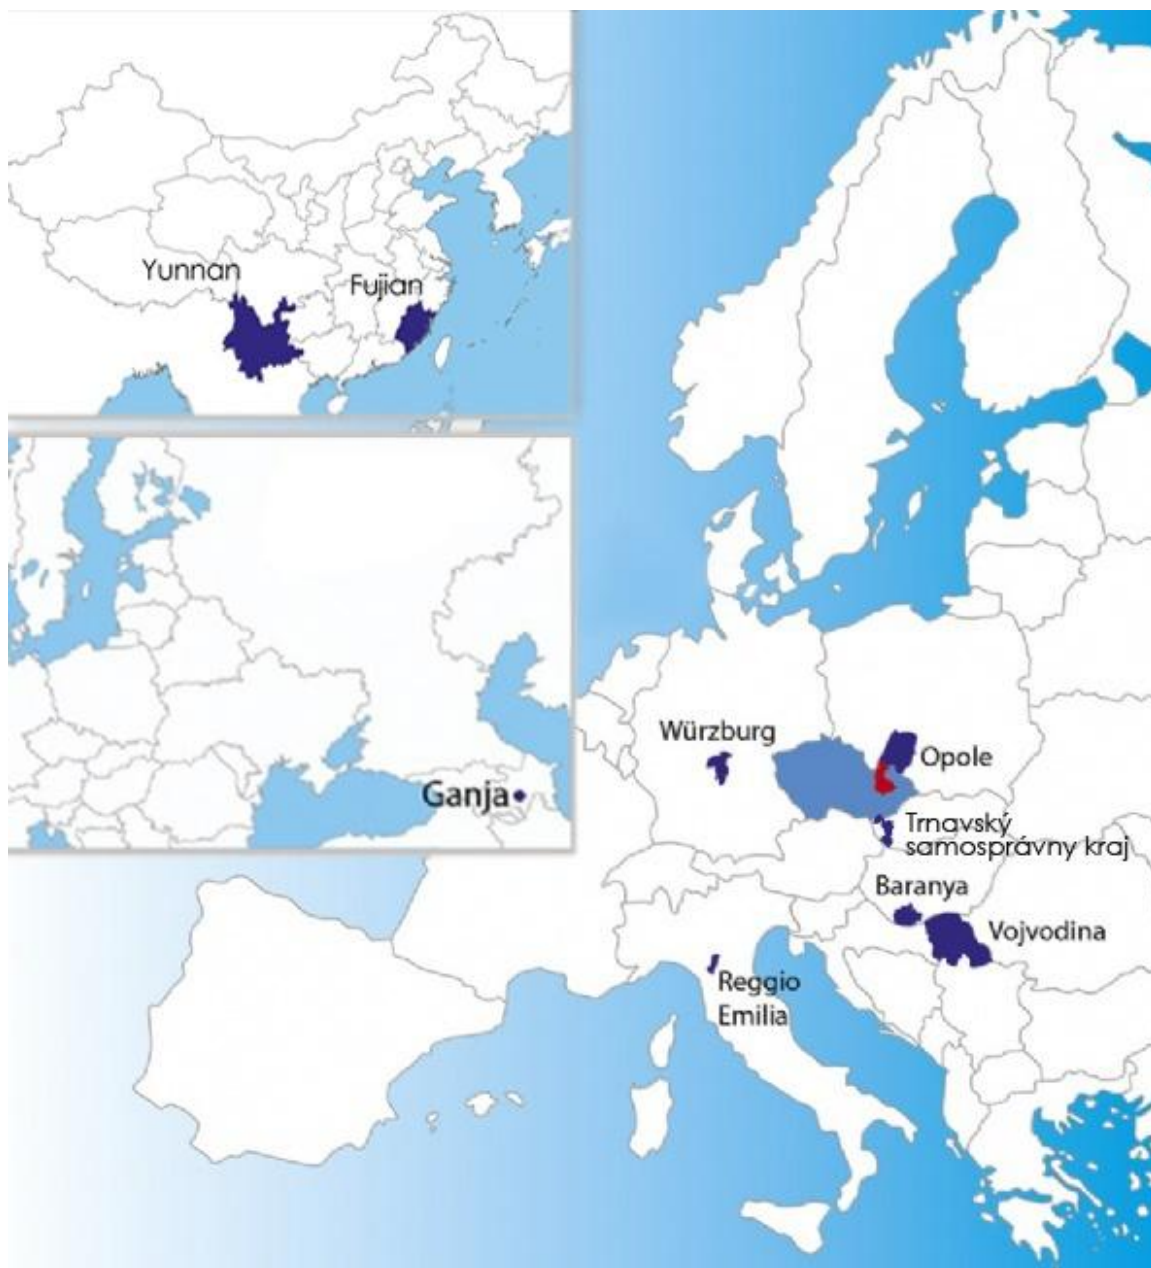 Yunnan
Fujian
Ganja
Würzburg
Opole
Trnavský
samosprávny kraj
Baranya
Vojvodina
Reggio
Emilia